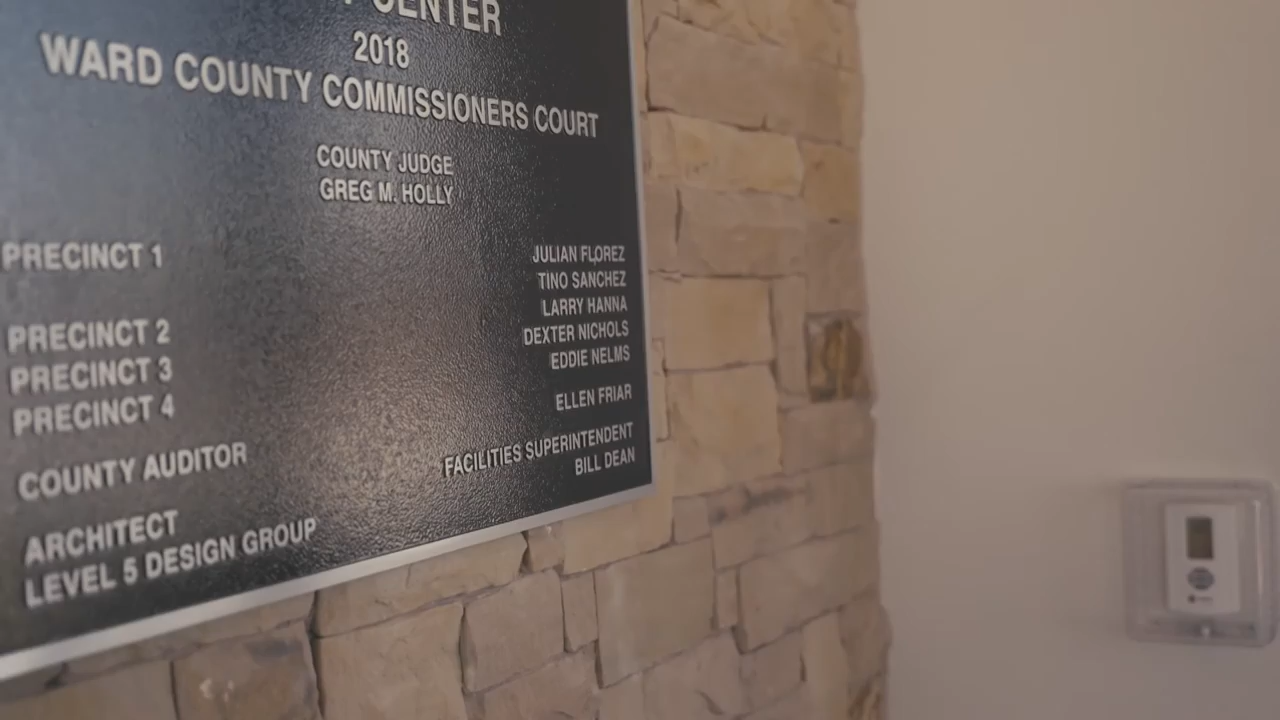 CENTER
2018
WARD COUNTY COMMISSIONERS COURT
COUNTY JUDGE
GREG M. HOLLY
PRECINCT 1
JULIAN FLOREZ
TINO SANCHEZ
PRECINCT 2
LARRY HANNA
PRECINCT 3
DEXTER NICHOLS
PRECINCT 4
EDDIE NELMS
COUNTY AUDITOR
ELLEN FRIAR
ARCHITECT
LEVEL 5 DESIGN GROUP
FACILITIES SUPERINTENDENT
BILL DEAN